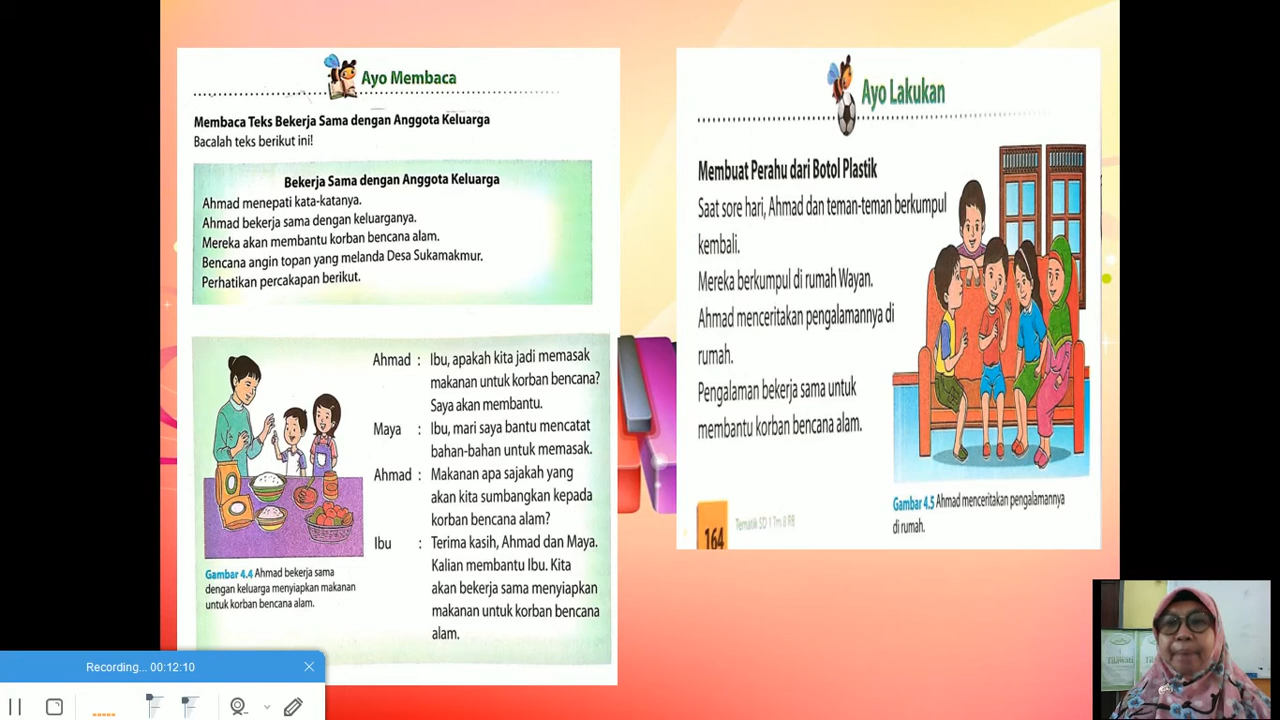 Ayo Membaca
Membaca Teks Bekerja Sama dengan Anggota Keluarga
Bacalah teks berikut ini!
Bekerja Sama dengan Anggota Keluarga
Ahmad menepati kata-katanya.
Ahmad bekerja sama dengan keluarganya.
Mereka akan membantu korban bencana alam.
Bencana angin topan yang melanda Desa Sukamakmur.
Perhatikan percakapan berikut.
Ahmad : Ibu, apakah kita jadi memasak
makanan untuk korban bencana?
Saya akan membantu.
Maya : Ibu, mari saya bantu mencatat
bahan-bahan untuk memasak.
Ahmad : Makanan apa sajakah yang
akan kita sumbangkan kepada
korban bencana alam?
Ibu : Terima kasih, Ahmad dan Maya.
Kalian membantu Ibu. Kita
akan bekerja sama menyiapkan
makanan untuk korban bencana
alam.
Gambar 4.4 Ahmad bekerja sama
dengan keluarga menyiapkan makanan
untuk korban bencana alam.
Ayo Lakukan
Membuat Perahu dari Botol Plastik
Saat sore hari, Ahmad dan teman-teman berkumpul
kembali.
Mereka berkumpul di rumah Wayan.
Ahmad menceritakan pengalamannya di
rumah.
Pengalaman bekerja sama untuk
membantu korban bencana alam.
Gambar 4.5 Ahmad menceritakan pengalamannya
di rumah.
164
Tematik SD 1 Tm 8 RB
Recording... 00:12:10
Tilawati